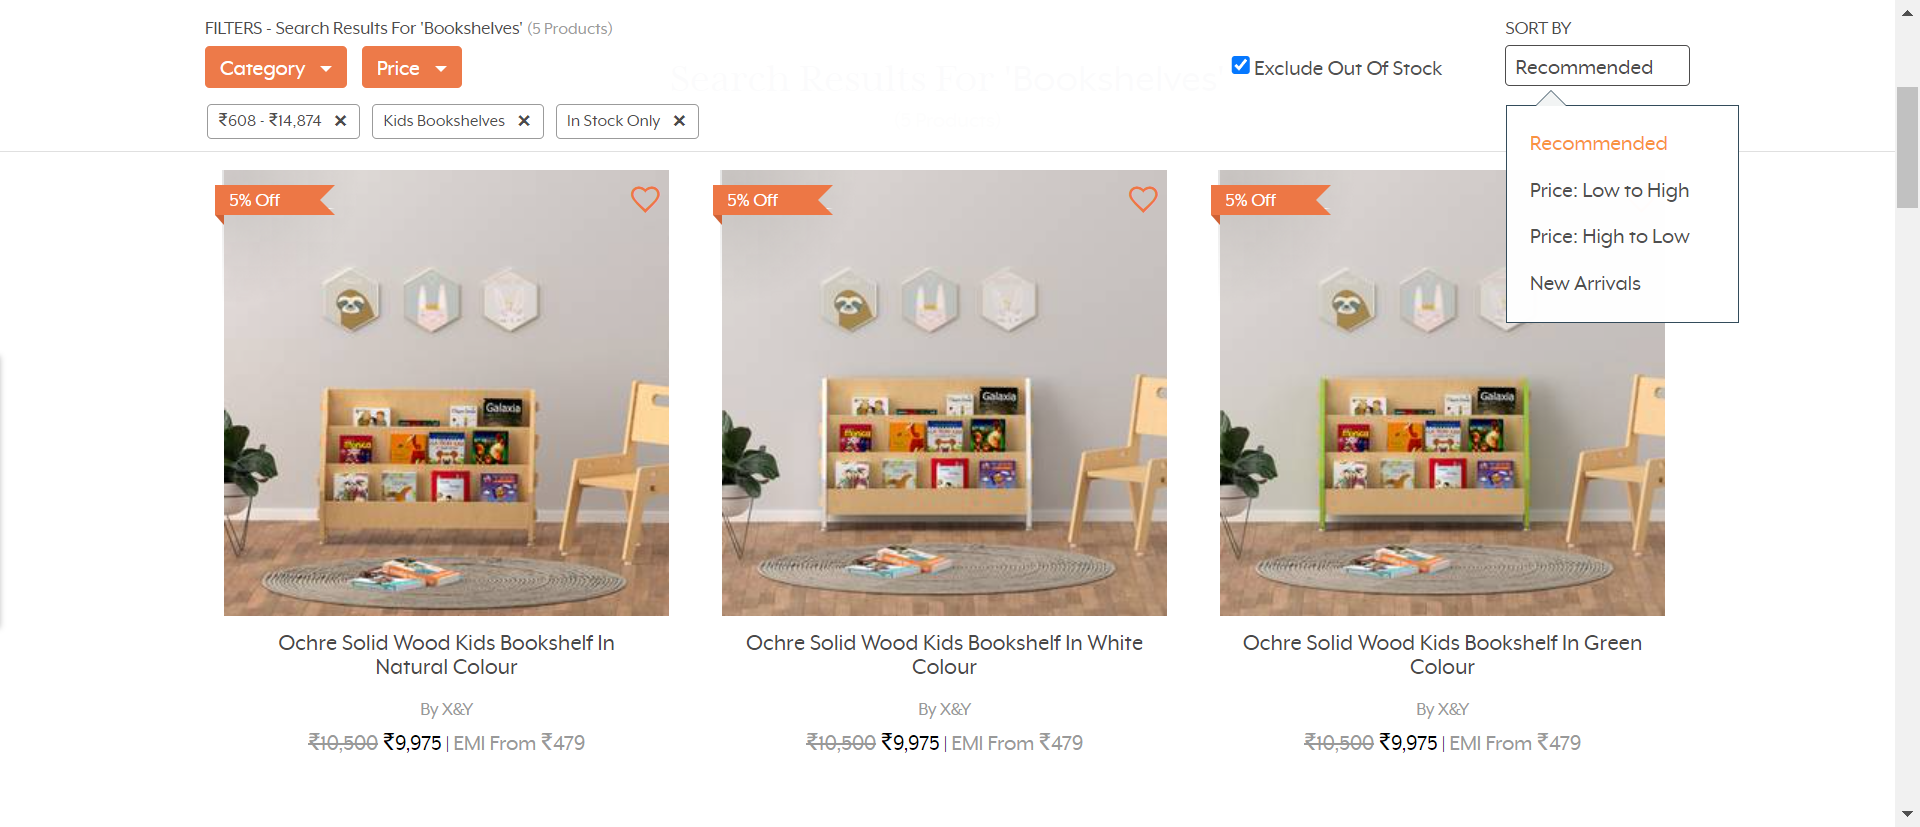 FILTERS - Search Results For 'Bookshelves' (5 Products)
SORT BY
Category
Price
Search Results For 'Bookshelves'
Exclude Out Of Stock
Recommended
₹608 - ₹14,874 ✕
Kids Bookshelves ✕
In Stock Only ✕
Recommended
Price: Low to High
Price: High to Low
New Arrivals
5% Off
5% Off
5% Off
Galaxia
Galaxia
Galaxia
Ochre Solid Wood Kids Bookshelf In
Natural Colour
By X&Y
₹10,500 ₹9,975 | EMI From ₹479
Ochre Solid Wood Kids Bookshelf In White
Colour
By X&Y
₹10,500 ₹9,975 | EMI From ₹479
Ochre Solid Wood Kids Bookshelf In Green
Colour
By X&Y
₹10,500 ₹9,975 | EMI From ₹479